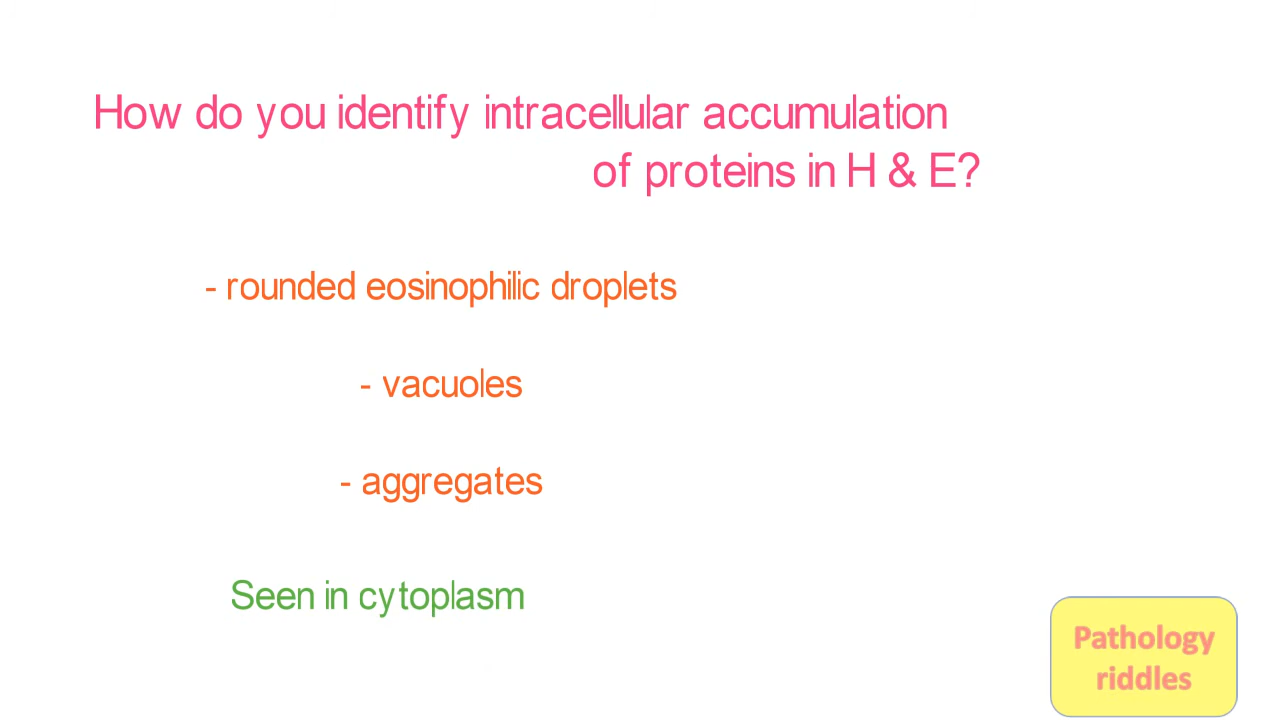 How do you identify intracellular accumulation
of proteins in H & E?
- rounded eosinophilic droplets
- vacuoles
- aggregates
Seen in cytoplasm
Pathology
riddles